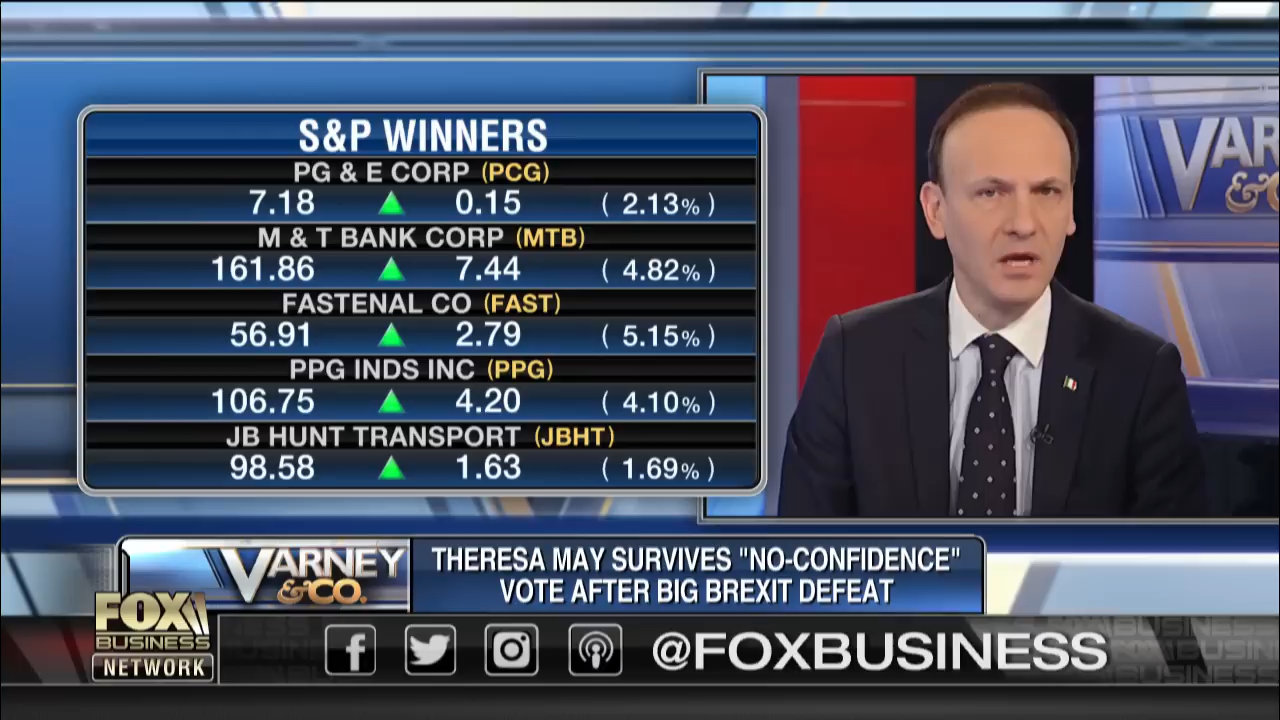 S&P WINNERS
PG & E CORP (PCG)
7.18 ▲ 0.15 ( 2.13% )
M & T BANK CORP (MTB)
161.86 ▲ 7.44 ( 4.82% )
FASTENAL CO (FAST)
56.91 ▲ 2.79 ( 5.15% )
PPG INDS INC (PPG)
106.75 ▲ 4.20 ( 4.10% )
JB HUNT TRANSPORT (JBHT)
98.58 ▲ 1.63 ( 1.69% )
VAR
&C
VARNEY
&CO.
THERESA MAY SURVIVES "NO-CONFIDENCE"
VOTE AFTER BIG BREXIT DEFEAT
FOX
BUSINESS
NETWORK
@FOXBUSINESS